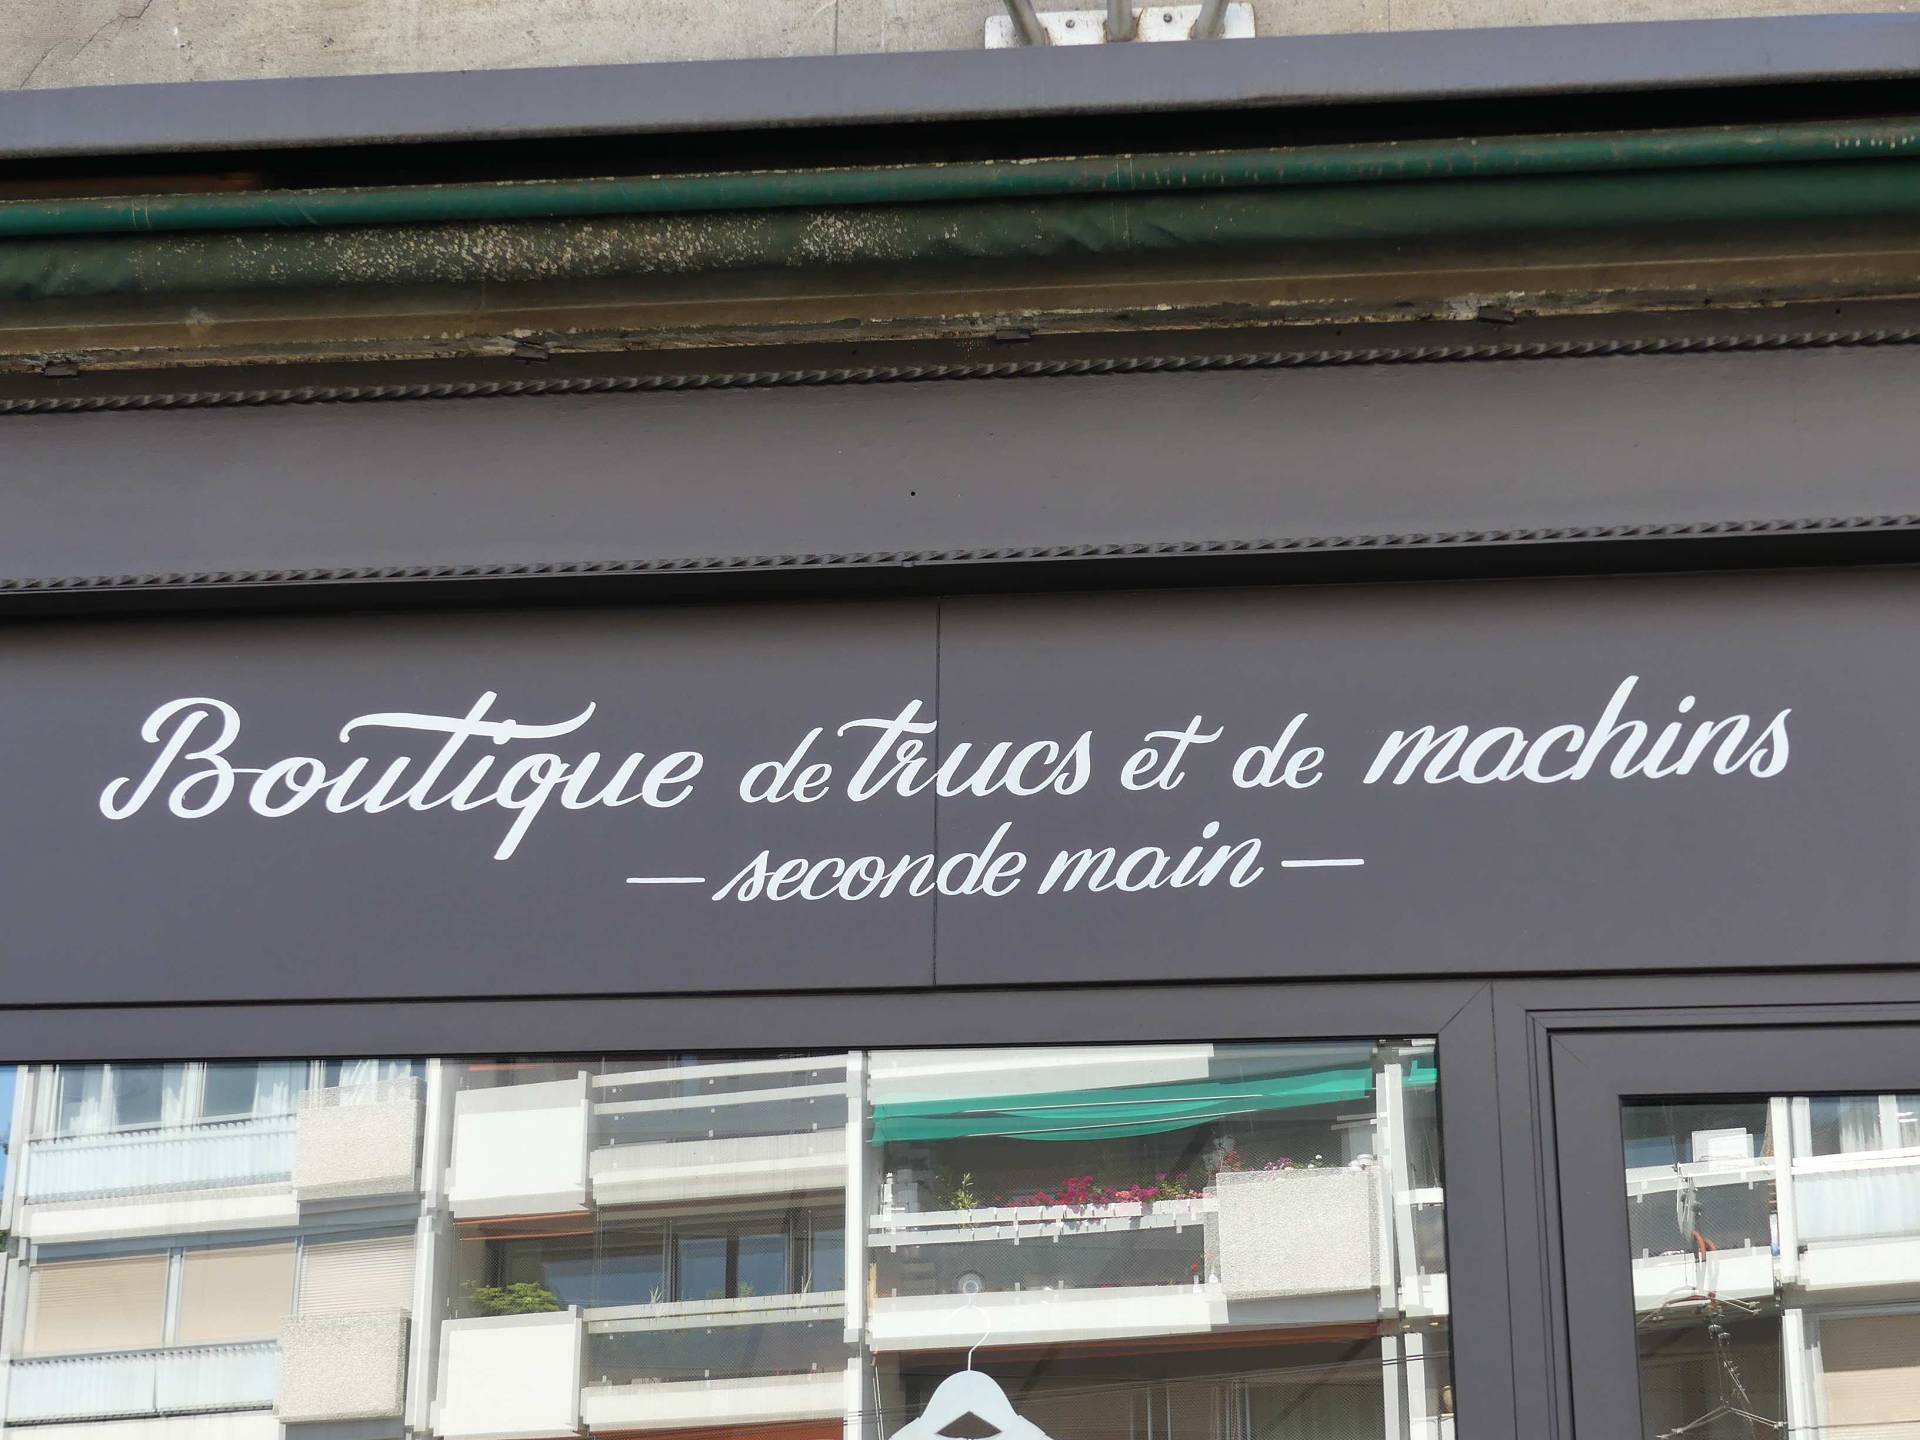 Boutique de trucs et de machins
— seconde main —